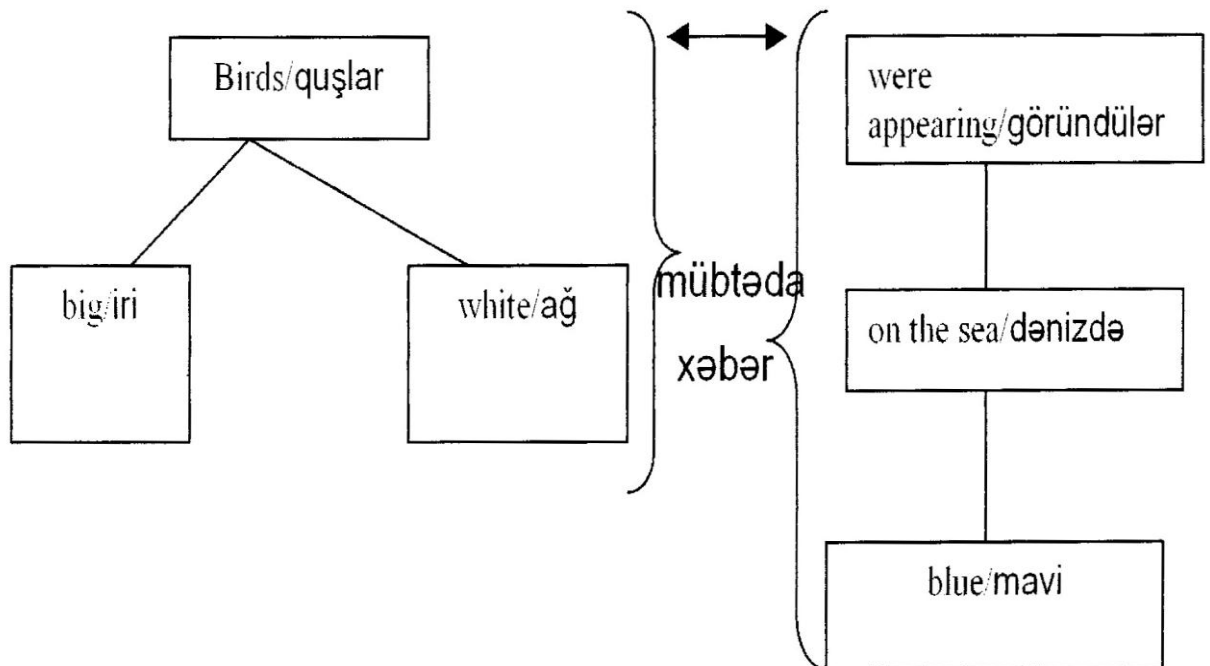 Birds/quşlar
big/iri
white/ağ
mübtəda
xəbər
were
appearing/göründülər
on the sea/dənizdə
blue/mavi